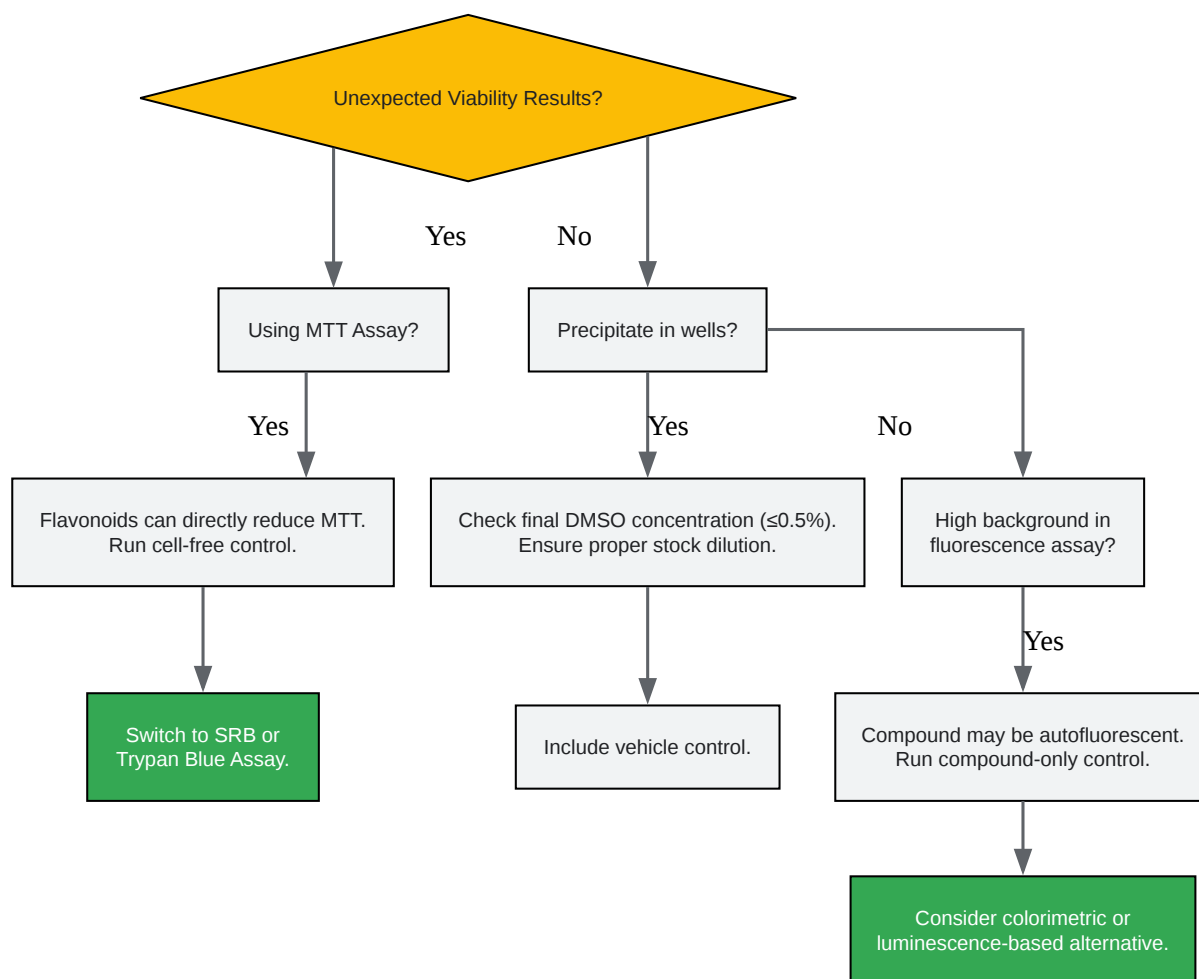 Unexpected Viability Results?
Yes
No
Using MTT Assay?
Precipitate in wells?
Yes
Yes
No
Flavonoids can directly reduce MTT.
Run cell-free control.
Check final DMSO concentration (≤0.5%).
Ensure proper stock dilution.
High background in
fluorescence assay?
Yes
Switch to SRB or
Trypan Blue Assay.
Include vehicle control.
Compound may be autofluorescent.
Run compound-only control.
Consider colorimetric or
luminescence-based alternative.